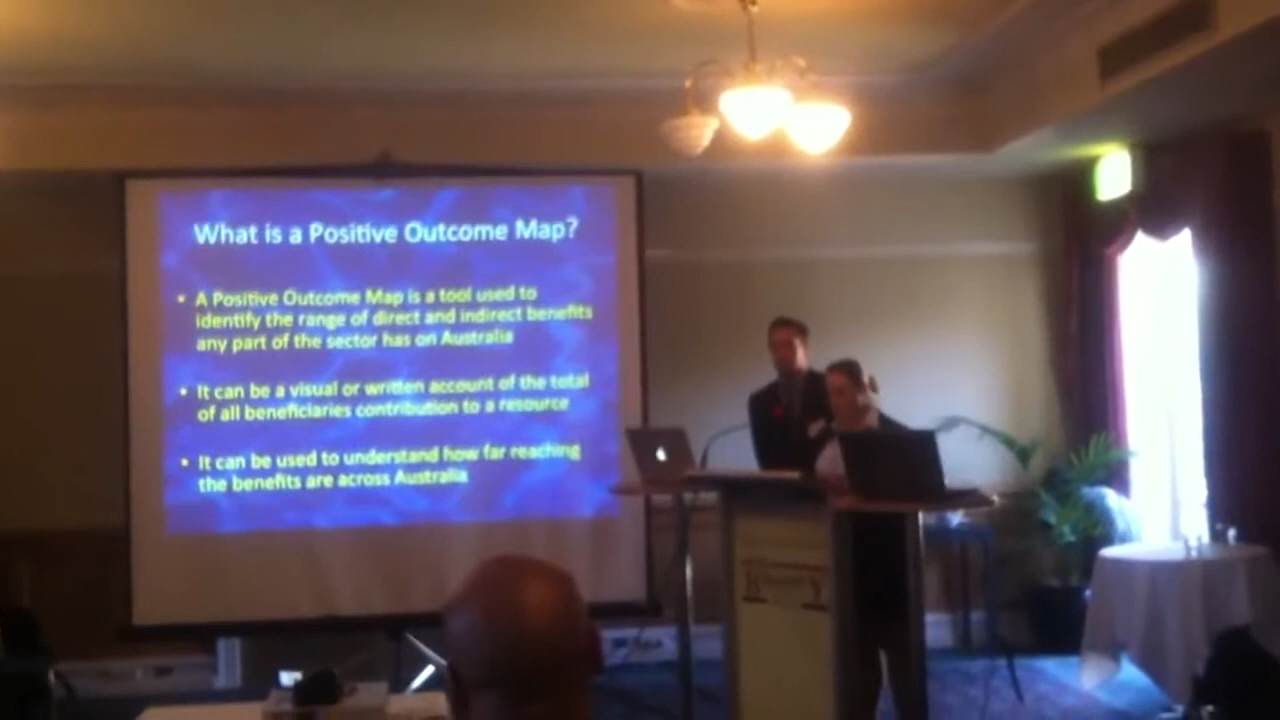 What is a Positive Outcome Map?
• A Positive Outcome Map is a tool used to
identify the range of direct and indirect benefits
any part of the sector has on Australia
• It can be a visual or written account of the total
of all beneficiaries contribution to a resource
• It can be used to understand how far reaching
the benefits are across Australia